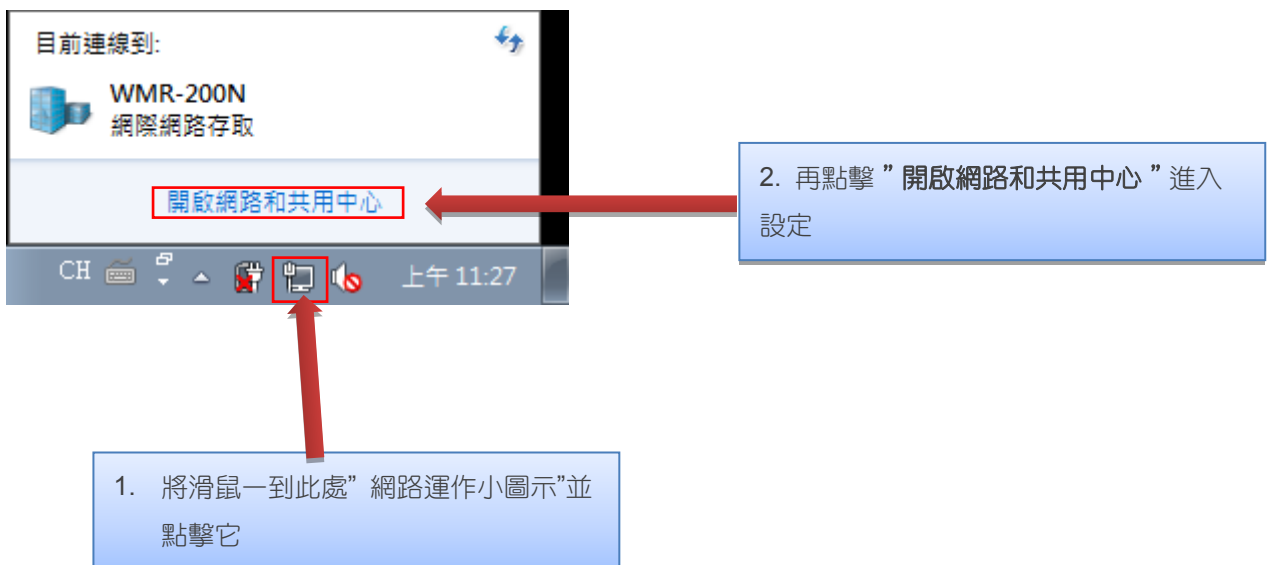 目前連線到:
WMR-200N
網際網路存取
開啟網路和共用中心
CH
上午 11:27
2. 再點擊 ” 開啟網路和共用中心 ” 進入
設定
1. 將滑鼠一到此處” 網路運作小圖示”並
點擊它